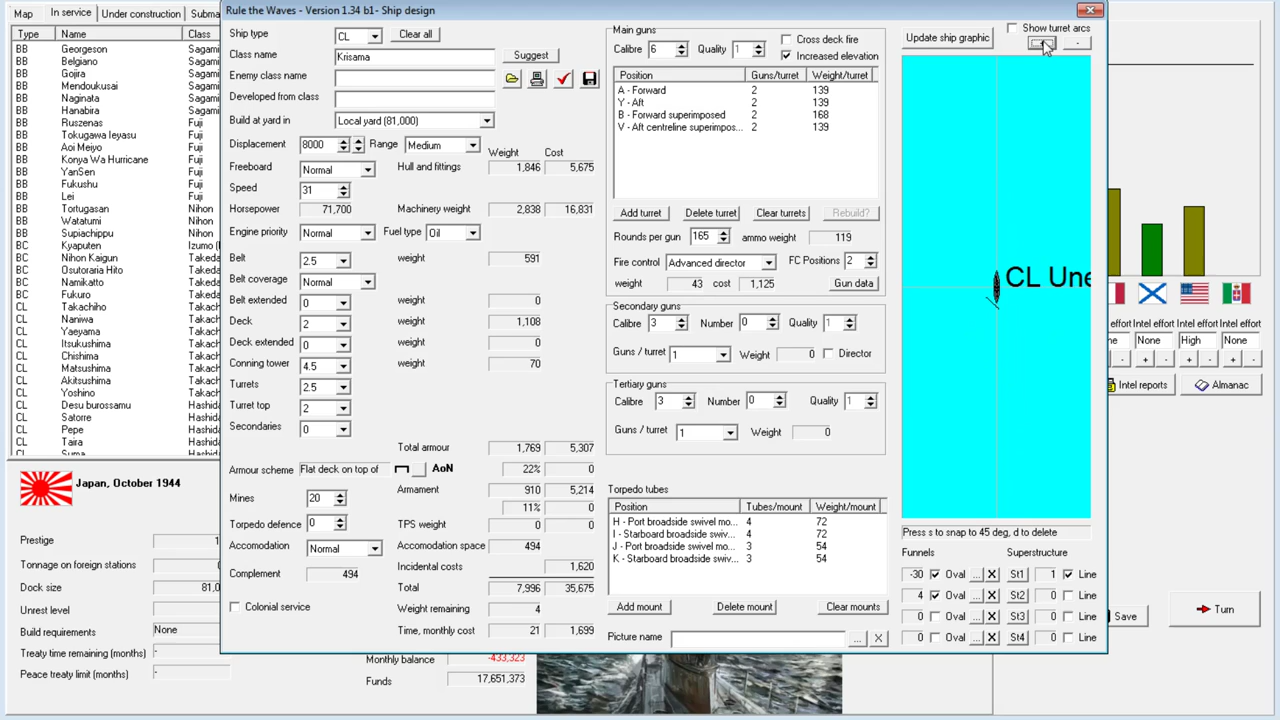 Map
In service
Under construction
Subma
Type Name Class
BB Georgeson Sagami
BB Belgiano Sagami
BB Gojira Sagami
BB Mendoukusai Sagami
BB Naginata Sagami
BB Hanabira Sagami
BB Ruszenas Fuji
BB Tokugawa Ieyasu Fuji
BB Aoi Meiyo Fuji
BB Konya Wa Hurricane Fuji
BB YanSen Fuji
BB Fukushu Fuji
BB Lei Fuji
BB Tortugasan Nihon
BB Watatumi Nihon
BB Supiachippu Nihon
BC Kyaputen Izumo (I
BC Nihon Kaigun
BC Okinawa
BC Natori
CL Takachiho Takach
CL Naniwa Takach
CL Yaeyama Takach
CL Itsukushima Takach
CL Chishima Takach
CL Matsushima Takach
CL Akitsushima Takach
CL Yoshino Takach
CL Desu burossamu Hashida
CL Satorre Hashida
CL Pepe Hashida
CL Taira Hashida
CL Suma Hashida
Japan, October 1944
Prestige 1
Tonnage on foreign stations
Dock size 81,0
Unrest level
Build requirements None
Treaty time remaining (months) -
Peace treaty limit (months) -
Monthly balance -433,323
Funds 17,651,373
Rule the Waves - Version 1.34 b1- Ship design
Ship type CL Clear all
Class name Krisama Suggest
Enemy class name
Developed from class
Build at yard in Local yard (81,000)
Displacement 8000 Range Medium Weight Cost
Freeboard Normal Hull and fittings 1,846 5,675
Speed 31
Horsepower 71,700 Machinery weight 2,838 16,831
Engine priority Normal Fuel type Oil
Belt 2.5 weight 591
Belt coverage Normal
Belt extended 0 weight 0
Deck 2 weight 1,108
Deck extended 0 weight 0
Conning tower 4.5 weight 70
Turrets 2.5
Turret top 2
Secondaries 0
Total armour 1,769 5,307
Armour scheme Flat deck on top of AoN 22% 0
Mines 20 Armament 910 5,214
11% 0
Torpedo defence 0 TPS weight 0 0
Accomodation Normal Accomodation space 494
Complement 494 Incidental costs 1,620
Total 7,996 35,675
Colonial service Weight remaining 4
Time, monthly cost 21 1,699
Main guns
Calibre 6 Quality 1 Cross deck fire
Increased elevation
Position Guns/turret Weight/turret
A - Forward 2 139
Y - Aft 2 139
B - Forward superimposed 2 168
V - Aft centreline superimpos... 2 139
Add turret Delete turret Clear turrets Rebuild?
Rounds per gun 165 ammo weight 119
Fire control Advanced director FC Positions 2
weight 43 cost 1,125 Gun data
Secondary guns
Calibre 3 Number 0 Quality 1
Guns / turret 1 Weight 0 Director
Tertiary guns
Calibre 3 Number 0 Quality 1
Guns / turret 1 Weight 0
Torpedo tubes
Position Tubes/mount Weight/mount
H - Port broadside swivel mo... 4 72
I - Starboard broadside swiv... 4 72
J - Port broadside swivel mo... 3 54
K - Starboard broadside swiv... 3 54
Add mount Delete mount Clear mounts
Picture name ... X
Update ship graphic
Show turret arcs
-
CL Une
Press s to snap to 45 deg, d to delete
Funnels Superstructure
-30 Oval ... X St1 1 Line
4 Oval ... X St2 0 Line
0 Oval ... X St3 0 Line
0 Oval ... X St4 0 Line
el effort Intel effort Intel effort Intel effort
ne None High None
- + - + - + -
Intel reports Almanac
Save Turn